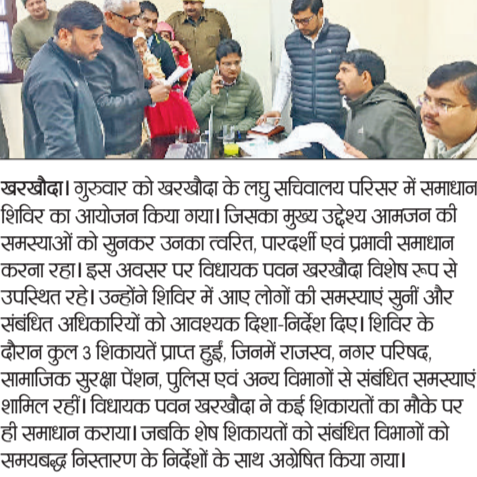 खरखौदा। गुरुवार को खरखौदा के लघु सचिवालय परिसर में समाधान
शिविर का आयोजन किया गया। जिसका मुख्य उद्देश्य आमजन की
समस्याओं को सुनकर उनका त्वरित, पारदर्शी एवं प्रभावी समाधान
करना रहा। इस अवसर पर विधायक पवन खरखौदा विशेष रूप से
उपस्थित रहे। उन्होंने शिविर में आए लोगों की समस्याएं सुनीं और
संबंधित अधिकारियों को आवश्यक दिशा-निर्देश दिए। शिविर के
दौरान कुल 3 शिकायतें प्राप्त हुईं, जिनमें राजस्व, नगर परिषद,
सामाजिक सुरक्षा पेंशन, पुलिस एवं अन्य विभागों से संबंधित समस्याएं
शामिल रहीं। विधायक पवन खरखौदा ने कई शिकायतों का मौके पर
ही समाधान कराया। जबकि शेष शिकायतों को संबंधित विभागों को
समयबद्ध निस्तारण के निर्देशों के साथ अग्रेषित किया गया।